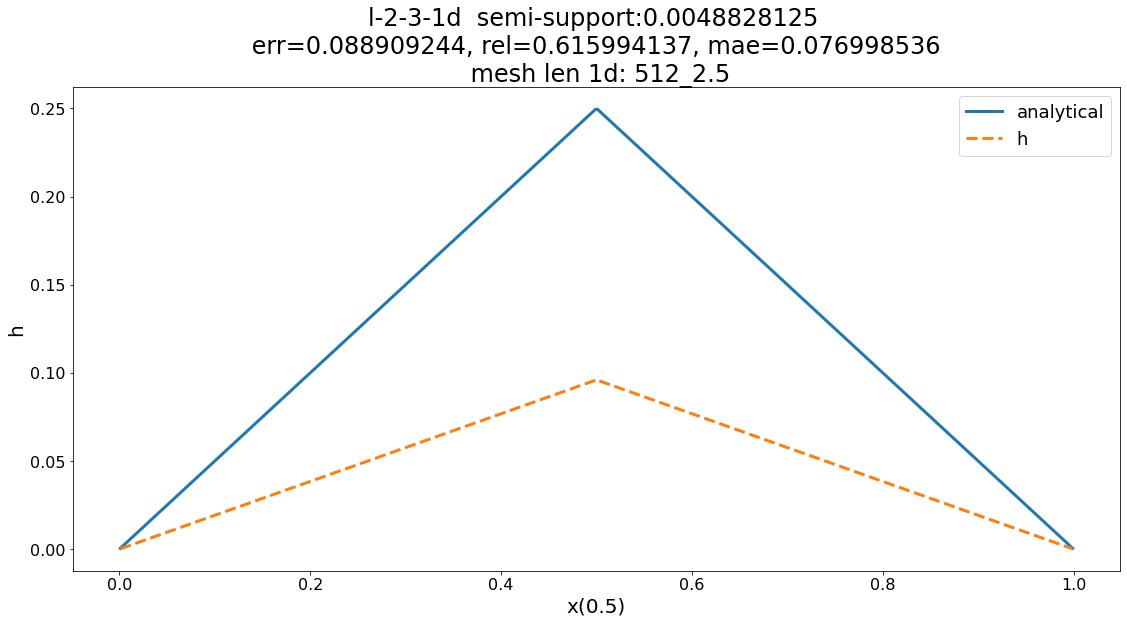 l-2-3-1d  semi-support:0.0048828125
err=0.088909244, rel=0.615994137, mae=0.076998536
mesh len 1d: 512_2.5
analytical
h
h
0.25
0.20
0.15
0.10
0.05
0.00
0.0 0.2 0.4 0.6 0.8 1.0
x(0.5)